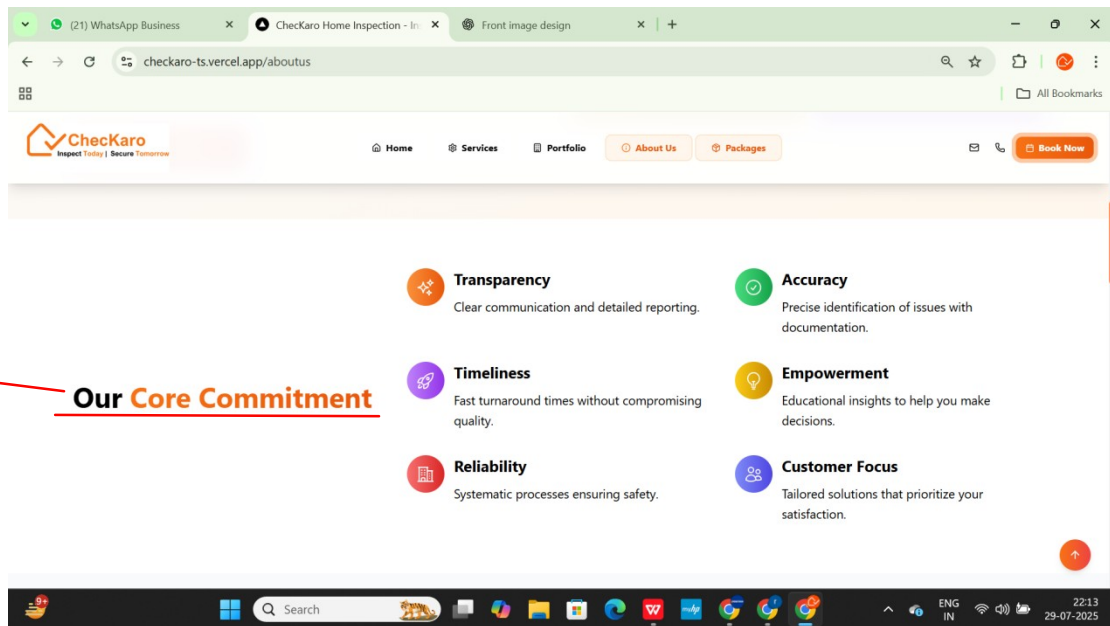 (21) WhatsApp Business
ChecKaro Home Inspection - In
Front image design
checkaro-ts.vercel.app/aboutus
All Bookmarks
ChecKaro
Inspect Today | Secure Tomorrow
Home
Services
Portfolio
About Us
Packages
Book Now
Our Core Commitment
Transparency
Clear communication and detailed reporting.
Accuracy
Precise identification of issues with
documentation.
Timeliness
Fast turnaround times without compromising
quality.
Empowerment
Educational insights to help you make
decisions.
Reliability
Systematic processes ensuring safety.
Customer Focus
Tailored solutions that prioritize your
satisfaction.
9+
Search
ENG
IN
22:13
29-07-2025